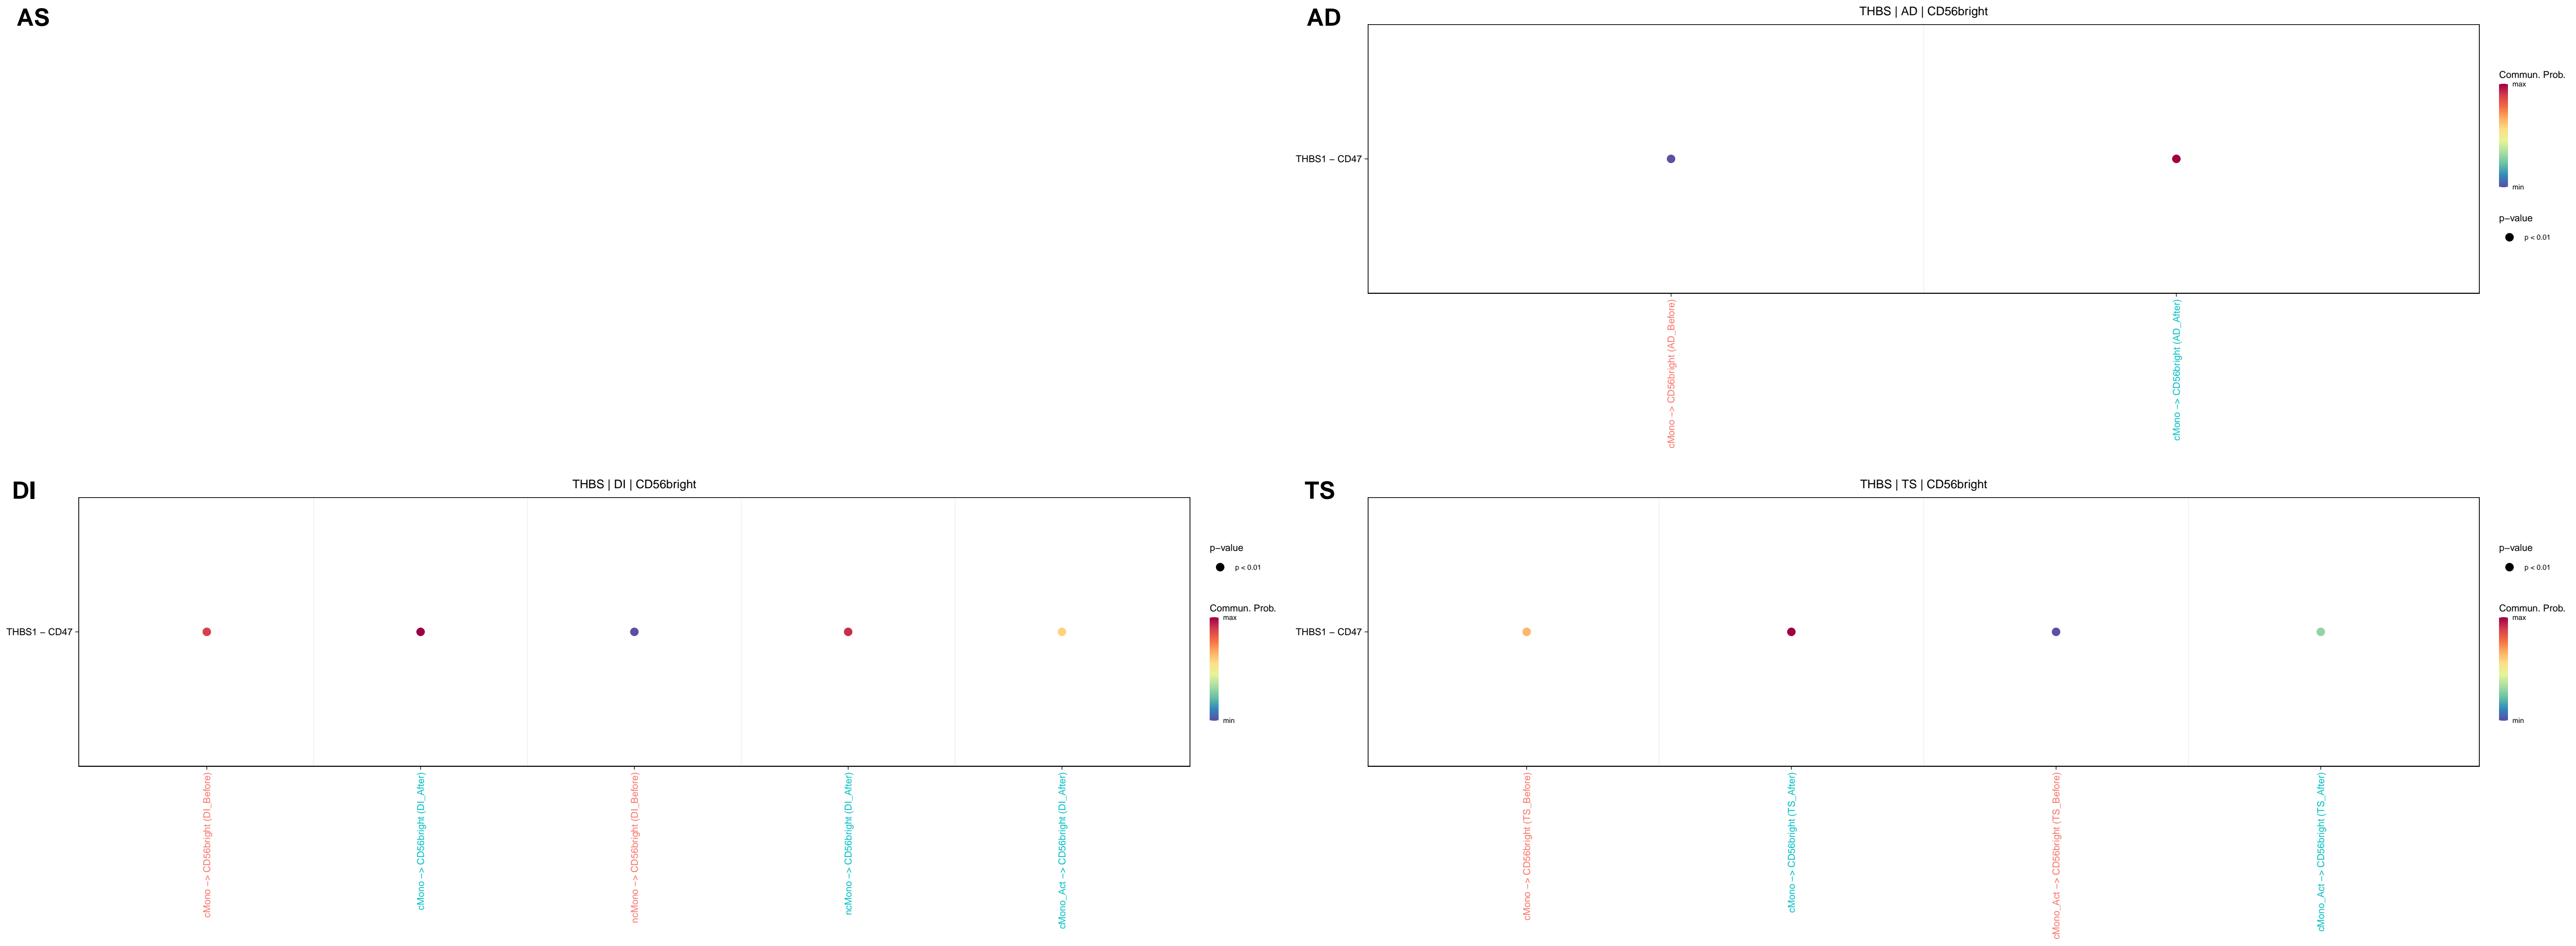 AS
AD
THBS | AD | CD56bright
THBS1 − CD47
cMono −> CD56bright (AD_Before)
cMono −> CD56bright (AD_After)
Commun. Prob.
max
min
p−value
p < 0.01
DI
THBS | DI | CD56bright
THBS1 − CD47
cMono −> CD56bright (DI_Before)
cMono −> CD56bright (DI_After)
ncMono −> CD56bright (DI_Before)
ncMono −> CD56bright (DI_After)
cMono_Act −> CD56bright (DI_After)
p−value
p < 0.01
Commun. Prob.
max
min
TS
THBS | TS | CD56bright
THBS1 − CD47
cMono −> CD56bright (TS_Before)
cMono −> CD56bright (TS_After)
cMono_Act −> CD56bright (TS_Before)
cMono_Act −> CD56bright (TS_After)
p−value
p < 0.01
Commun. Prob.
max
min